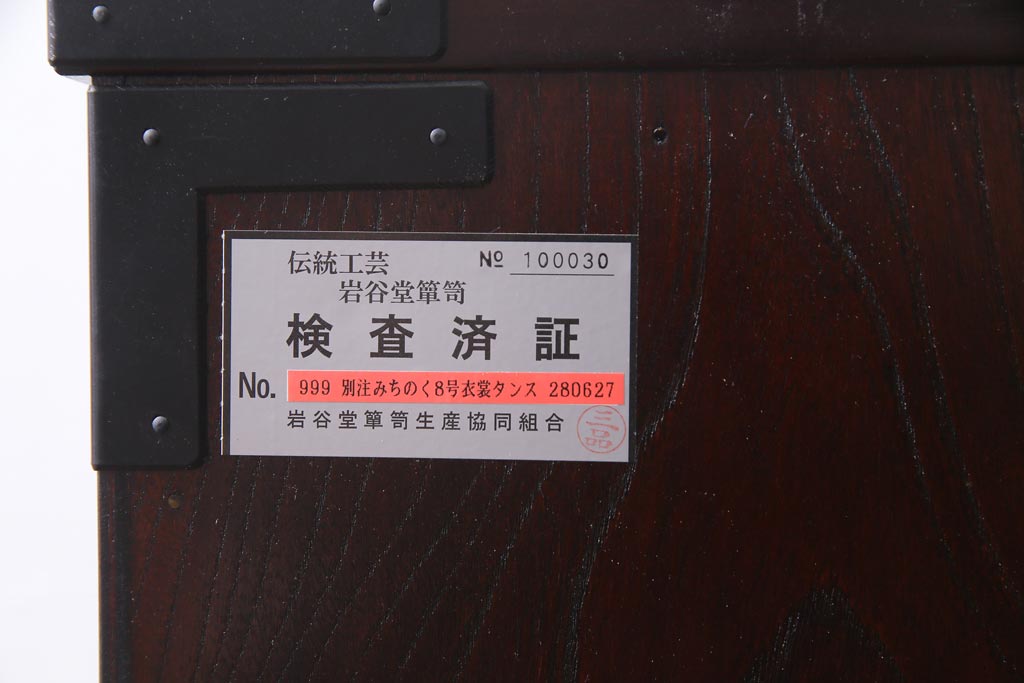 伝統工芸 № 100030
岩谷堂簞笥
検査済証
No. 999 別注みちのく8号衣裳タンス 280627
岩谷堂簞笥生産協同組合